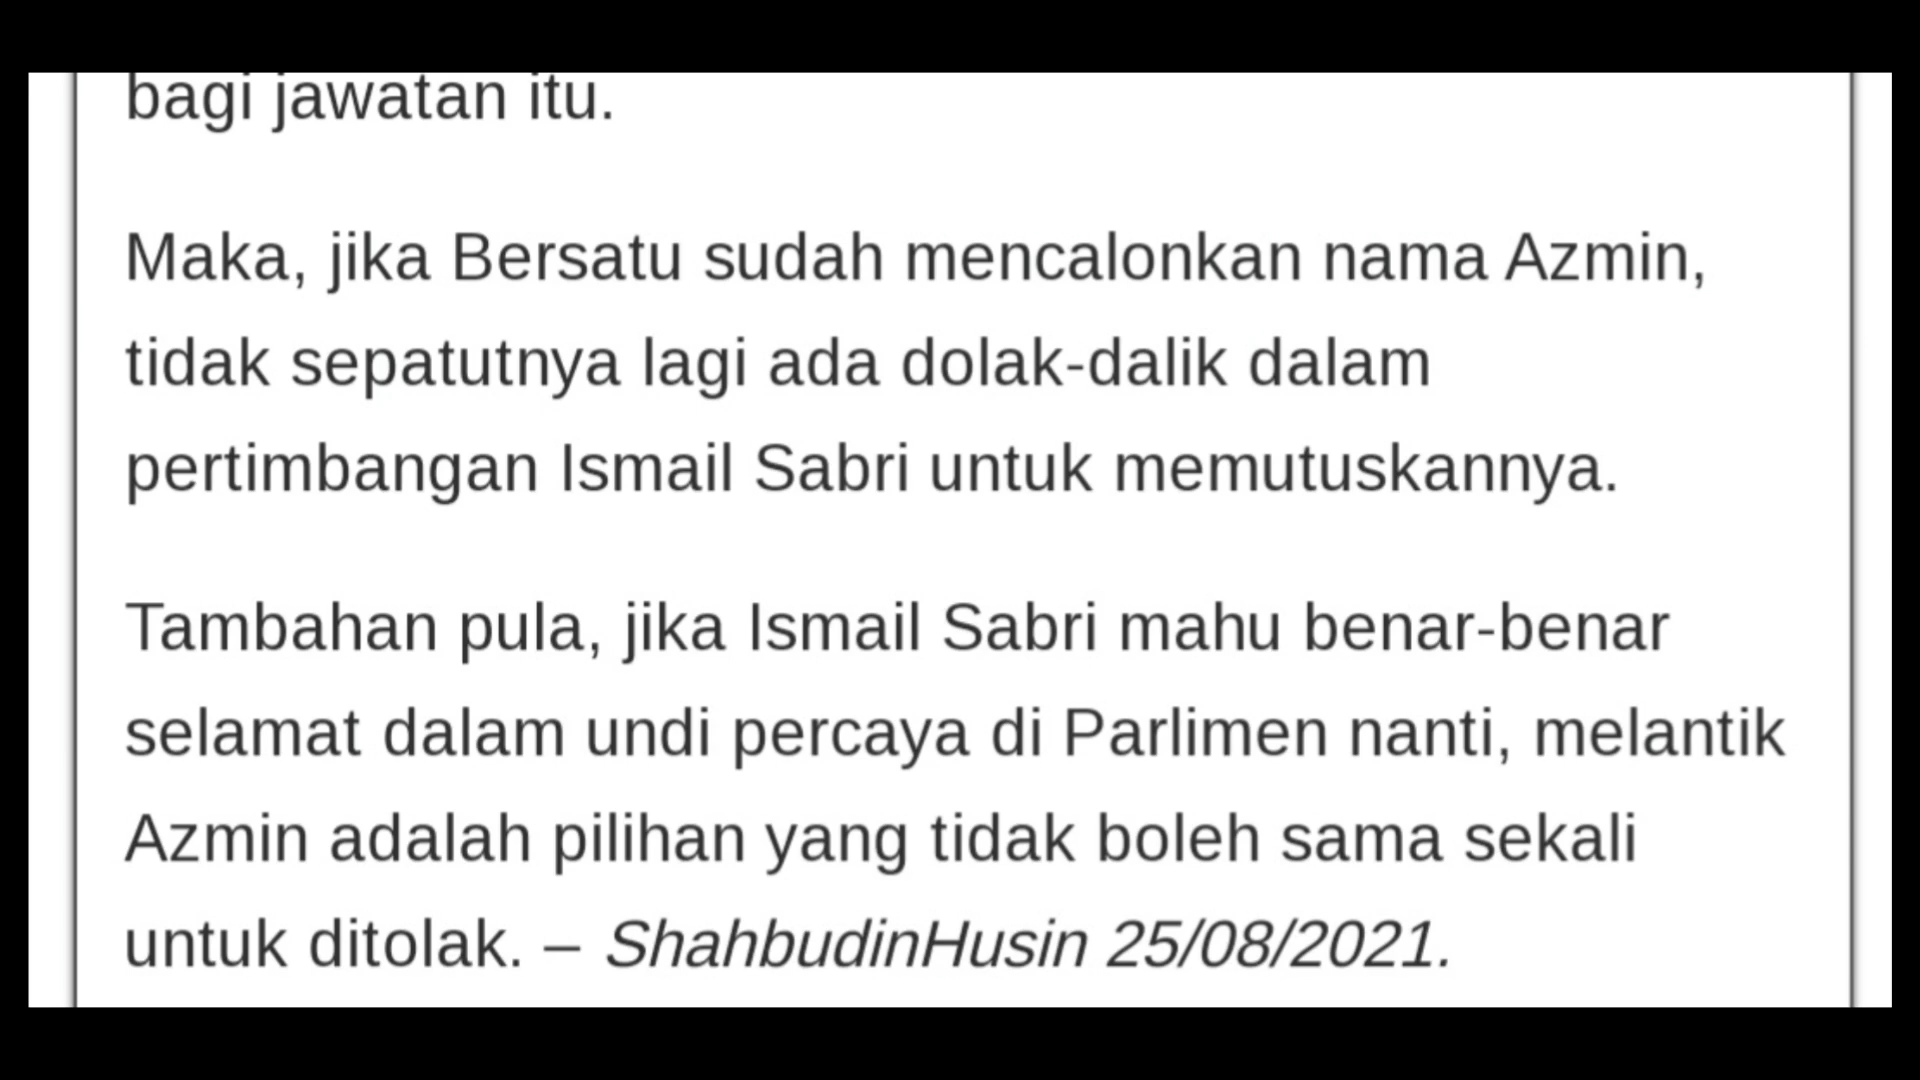 bagi jawatan itu.
Maka, jika Bersatu sudah mencalonkan nama Azmin,
tidak sepatutnya lagi ada dolak-dalik dalam
pertimbangan Ismail Sabri untuk memutuskannya.
Tambahan pula, jika Ismail Sabri mahu benar-benar
selamat dalam undi percaya di Parlimen nanti, melantik
Azmin adalah pilihan yang tidak boleh sama sekali
untuk ditolak. – ShahbudinHusin 25/08/2021.